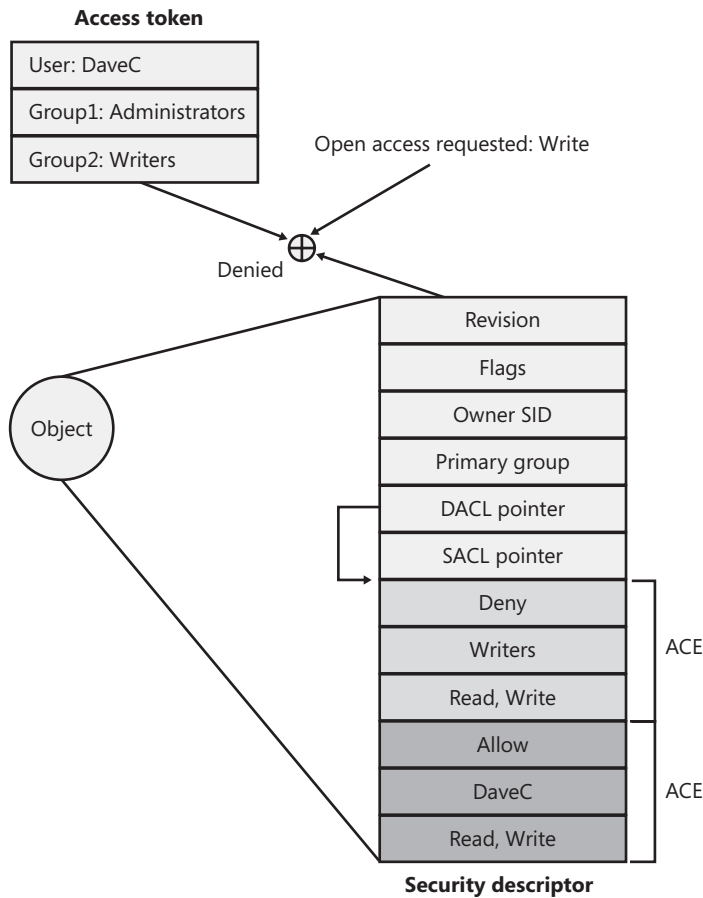 Access token
User: DaveC
Group1: Administrators
Group2: Writers
Open access requested: Write
Denied
Object
Revision
Flags
Owner SID
Primary group
DACL pointer
SACL pointer
Deny
Writers
Read, Write
ACE
Allow
DaveC
Read, Write
ACE
Security descriptor